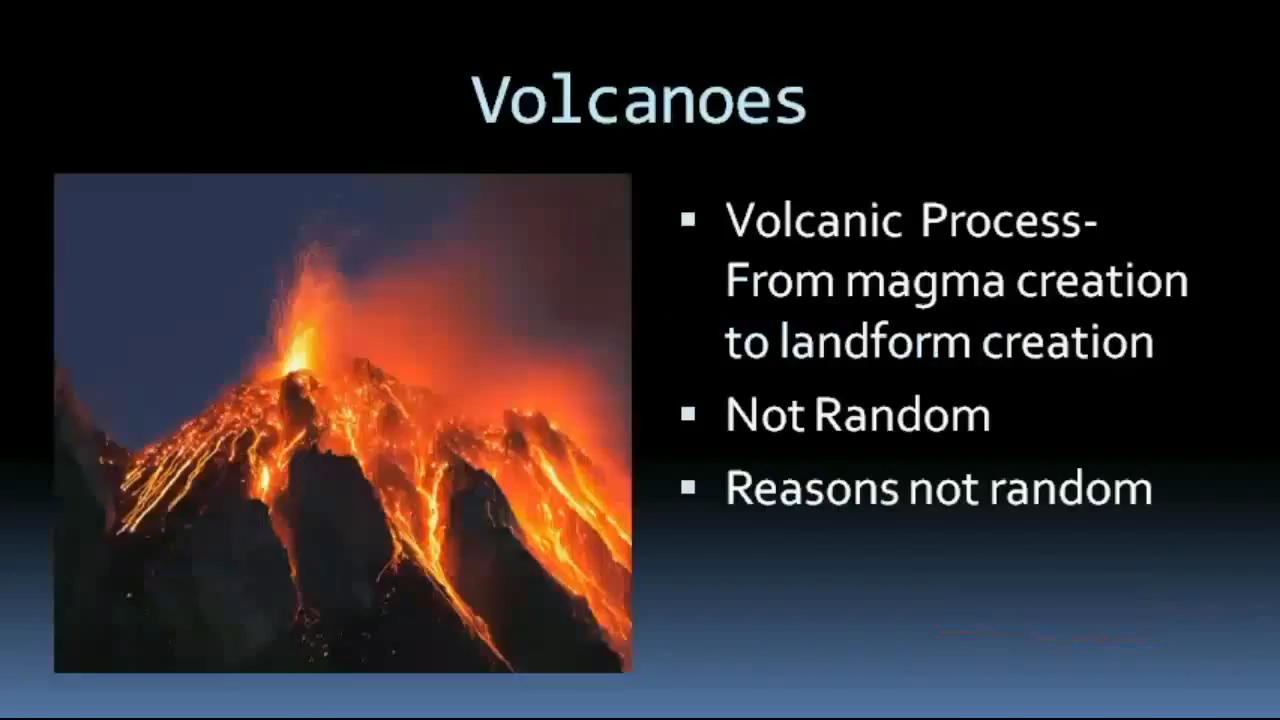 Volcanoes
▪ Volcanic Process-
From magma creation
to landform creation
▪ Not Random
▪ Reasons not random